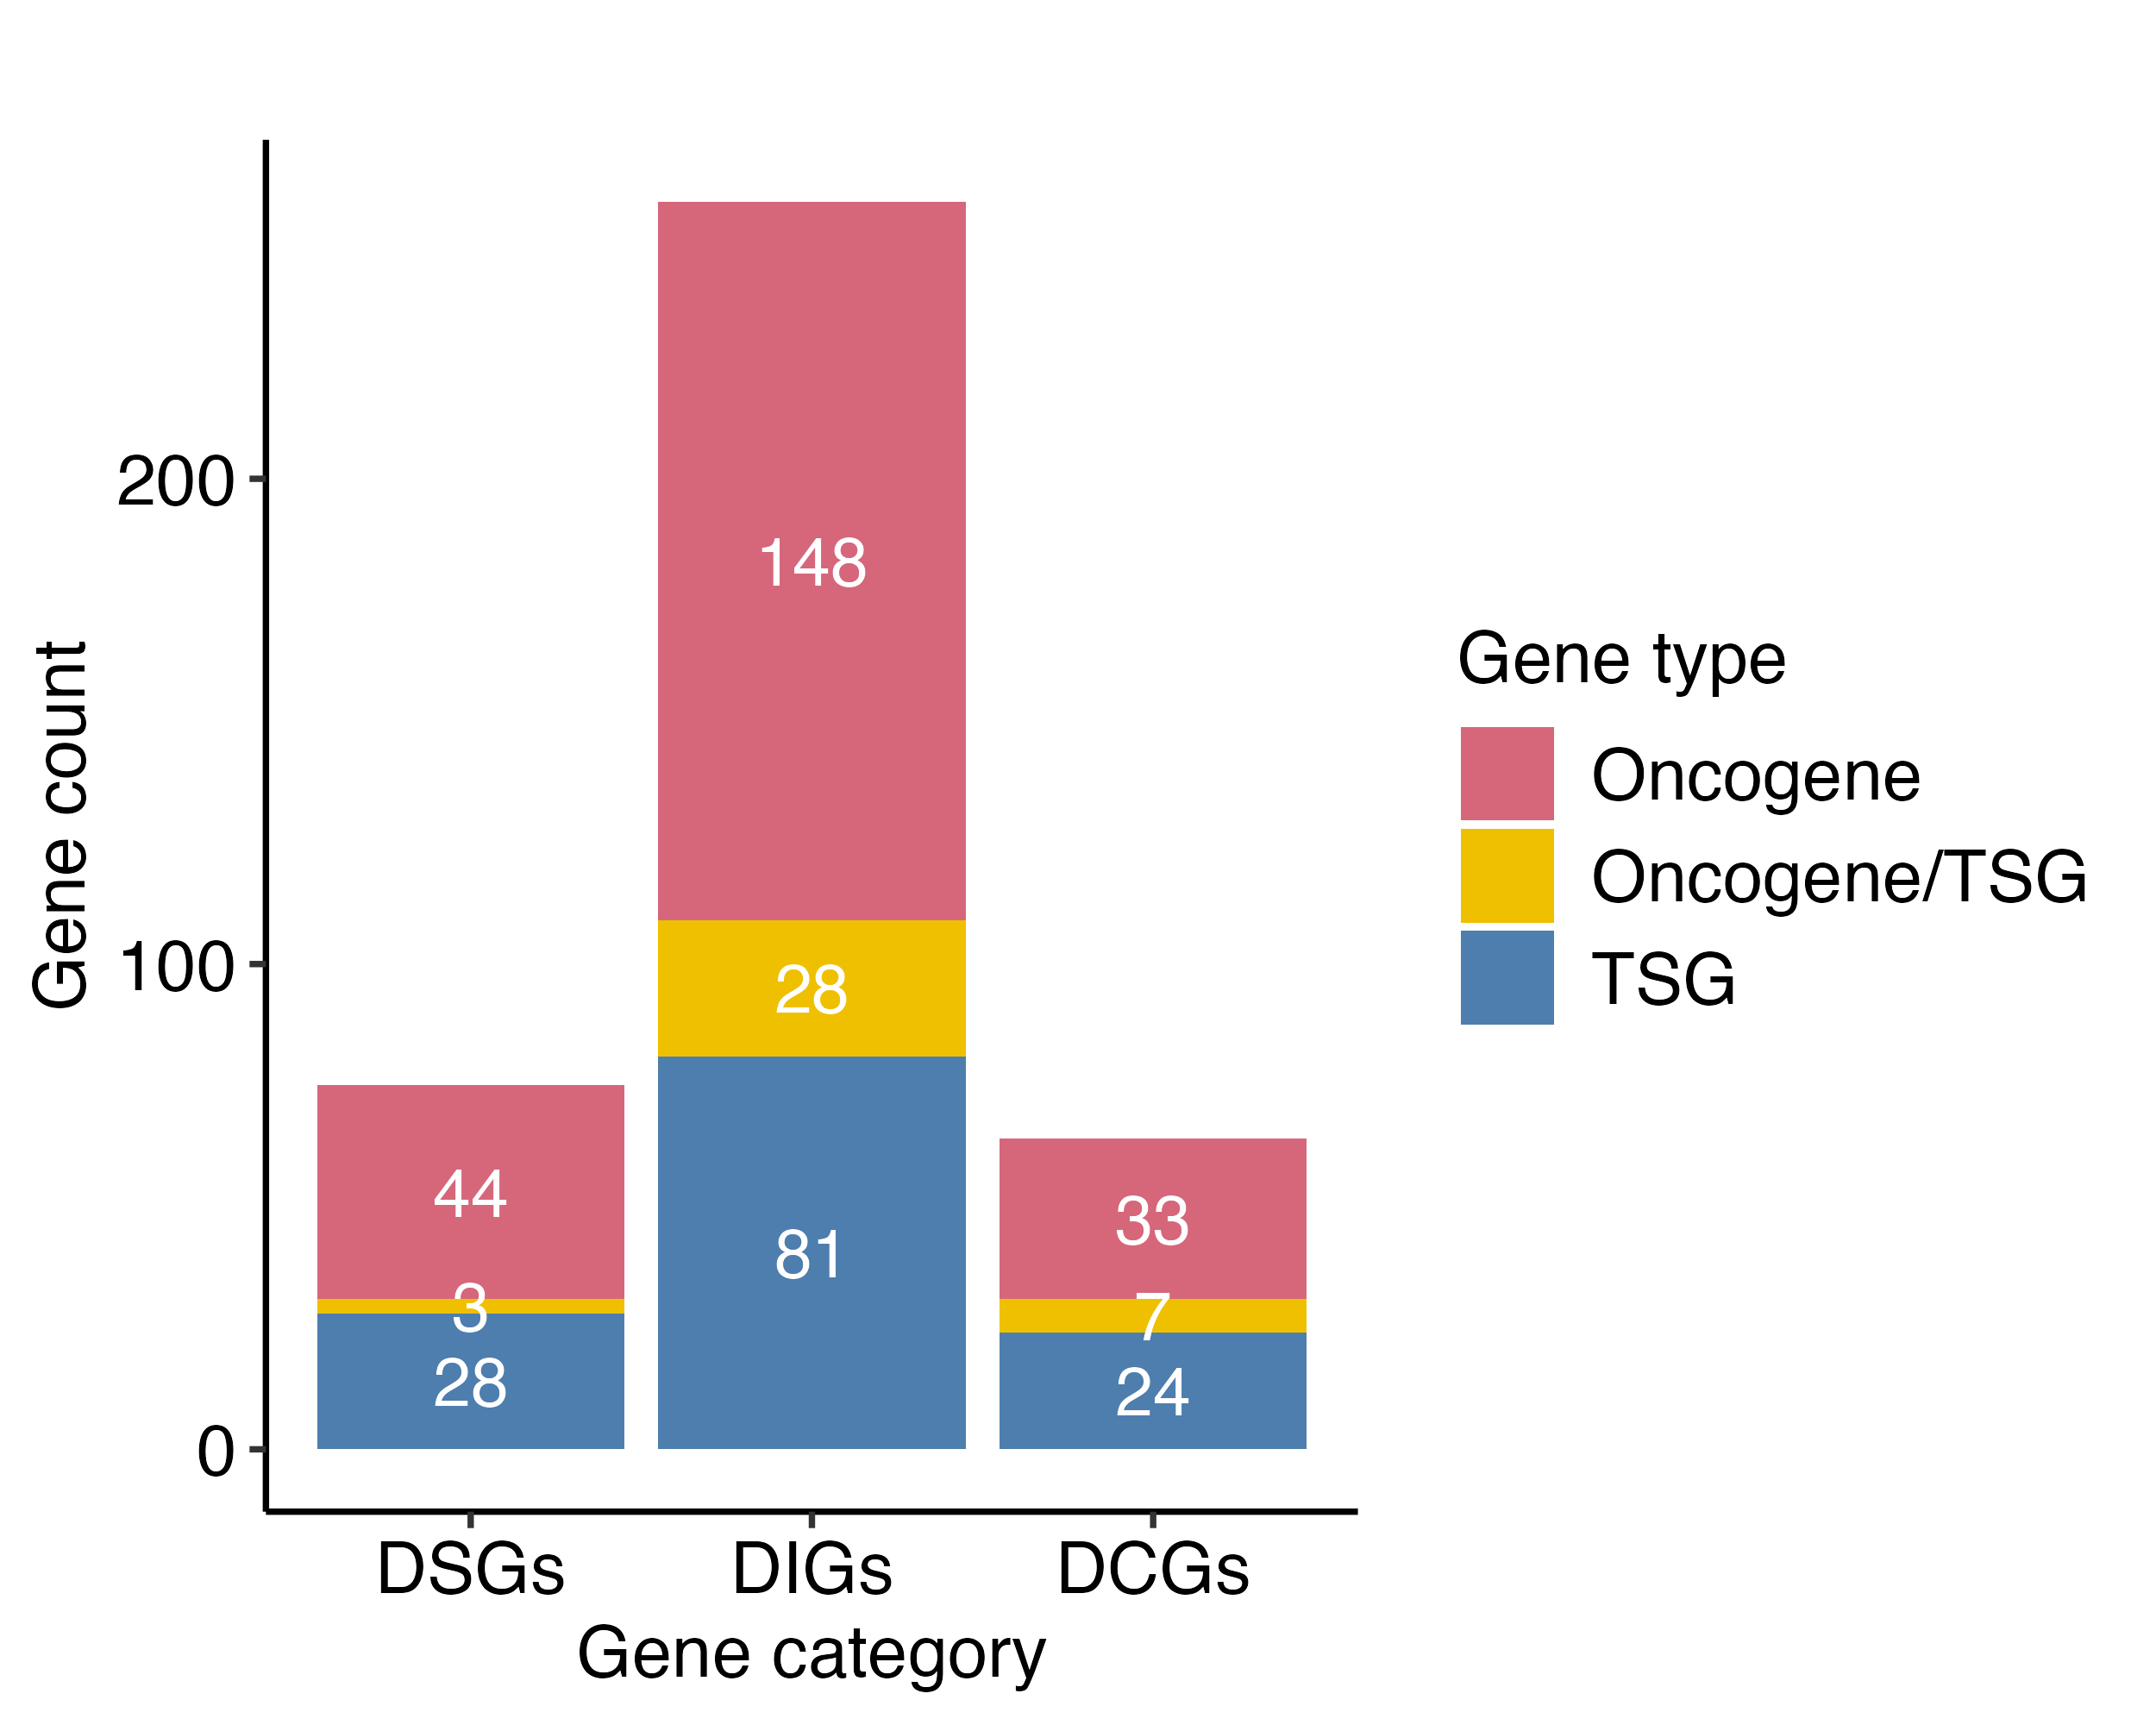 Gene count
200
100
0
148
28
81
44
3
28
33
7
24
DSGs DIGs DCGs
Gene category
Gene type
Oncogene
Oncogene/TSG
TSG